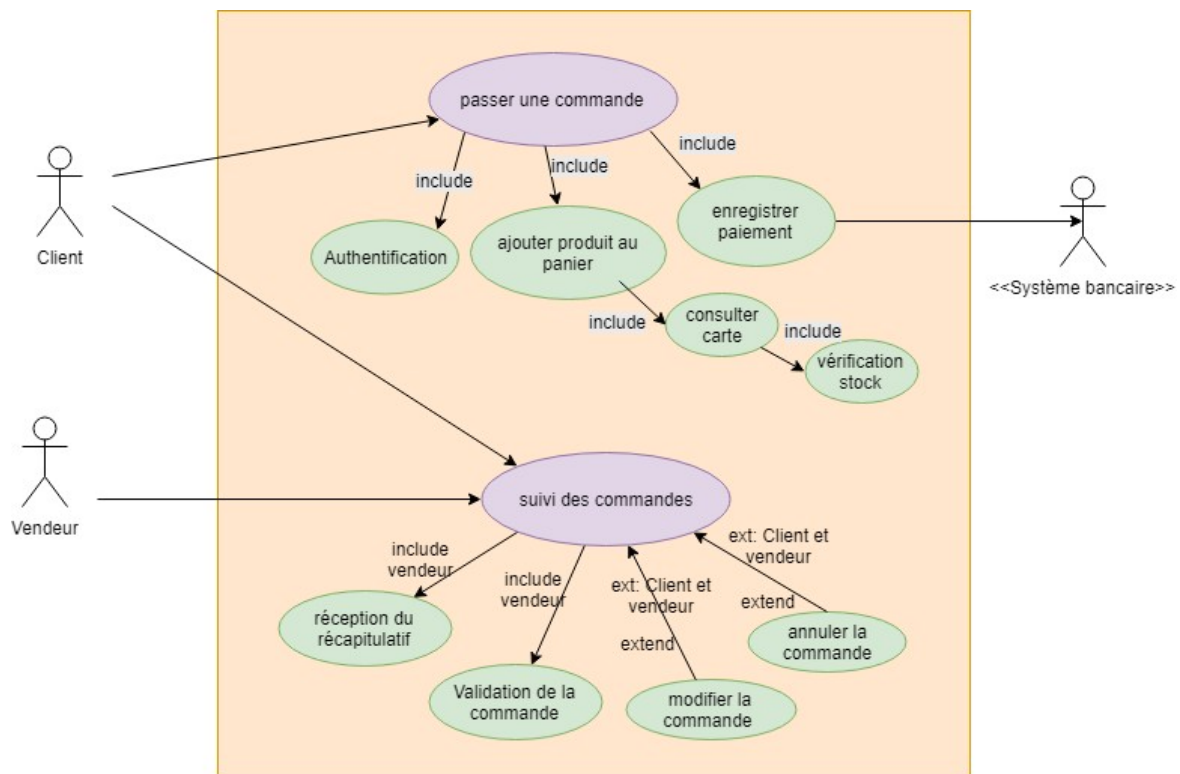 passer une commande
include
include
include
Client
Authentification
ajouter produit au
panier
enregistrer
paiement
<<Système bancaire>>
include
consulter
carte
include
vérification
stock
Vendeur
suivi des commandes
include
vendeur
include
vendeur
ext: Client et
vendeur
extend
ext: Client et
vendeur
extend
réception du
récapitulatif
Validation de la
commande
modifier la
commande
annuler la
commande